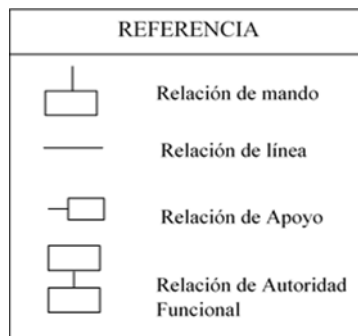 REFERENCIA
Relación de mando
Relación de línea
Relación de Apoyo
Relación de Autoridad
Funcional